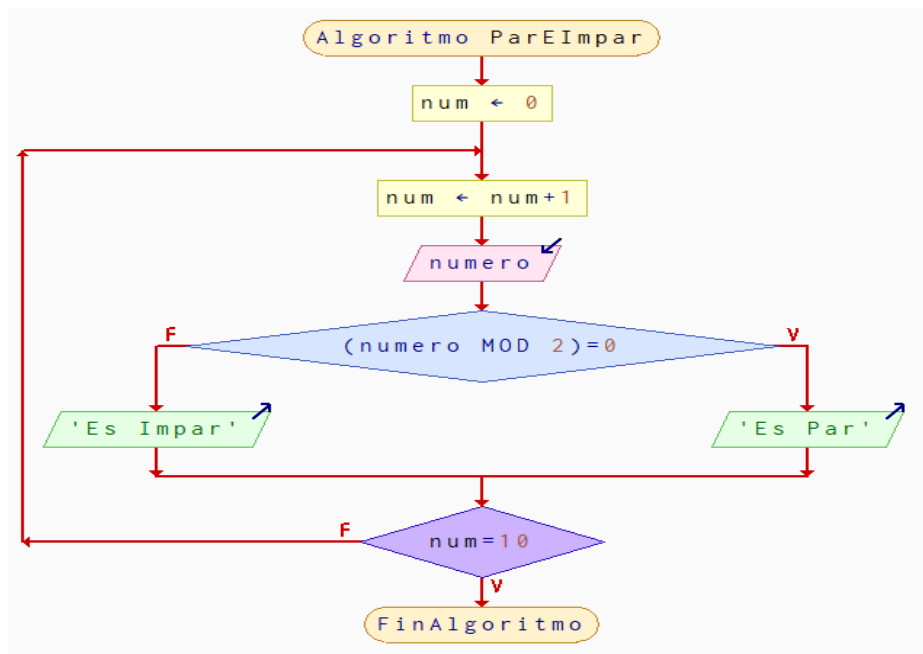 Algoritmo ParEImpar
num ← 0
num ← num+1
numero
F
(numero MOD 2)=0
V
'Es Impar'
'Es Par'
F
num=10
V
FinAlgoritmo